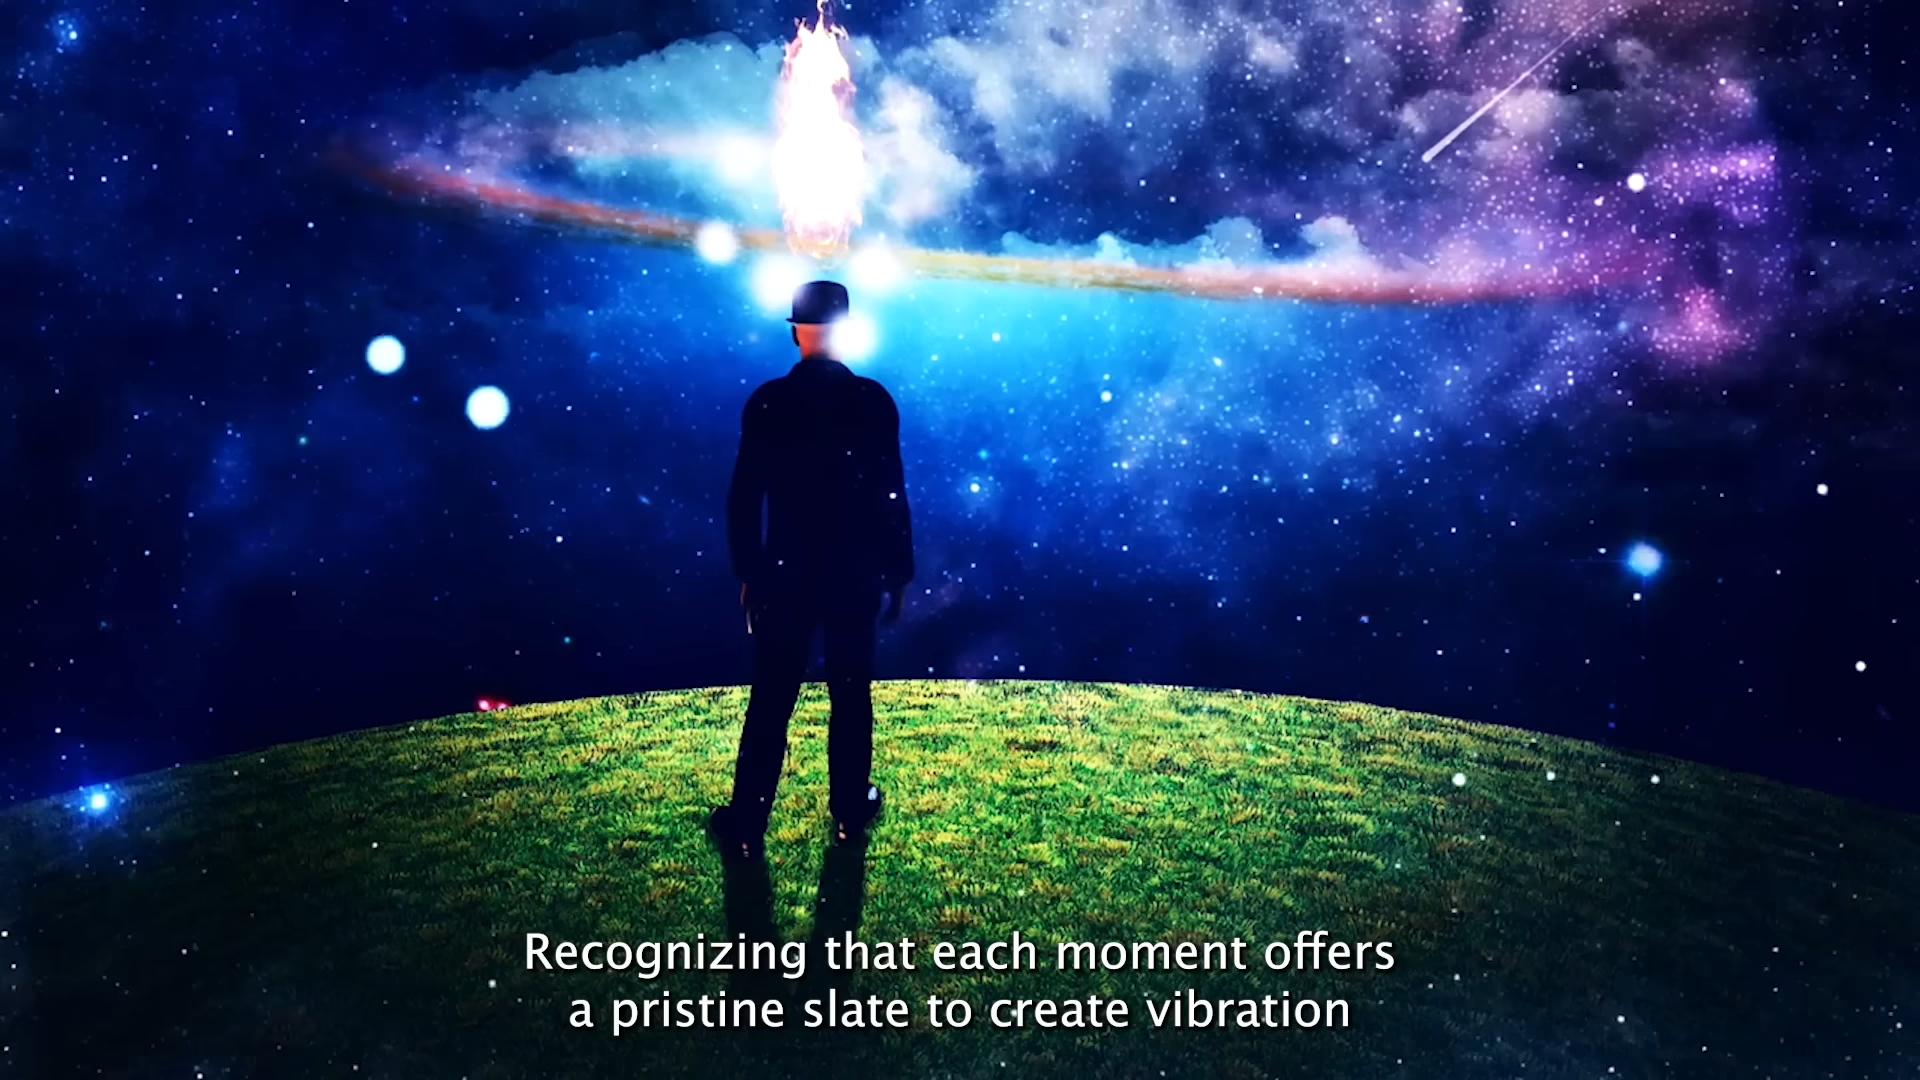 Recognizing that each moment offers
a pristine slate to create vibration